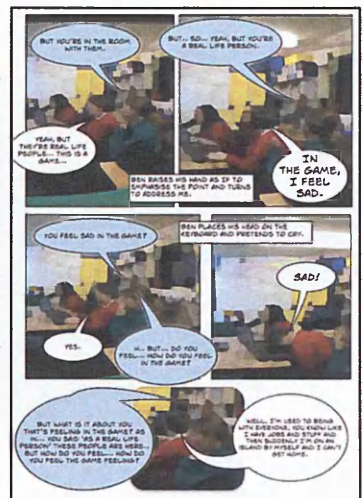 BUT YOU'RE IN THE ROOM
WITH THEM..
BUT... SO... YEAH, BUT YOU'RE
A REAL LIFE PERSON.
YEAH, BUT
THEY'RE REAL LIFE
PEOPLE... THIS IS A
GAME...
IN
THE GAME,
I FEEL
SAD.
BEN RAISES HIS HAND AS IF TO
EMPHASISE THE POINT AND TURNS
TO ADDRESS ME.
YOU FEEL SAD IN THE GAME?
YES.
H... BUT... DO YOU
FEEL... HOW DO YOU FEEL
IN THE GAME?
BEN PLACES HIS HEAD ON THE
KEYBOARD AND PRETENDS TO CRY.
SAD!
BUT WHAT IS IT ABOUT YOU
THAT'S FEELING IN THE GAME? AS
IN... YOU SAID 'AS A REAL LIFE
PERSON' THESE PEOPLE ARE HERE..
BUT HOW DO YOU FEEL... HOW DO
YOU FEEL THE GAME FEELING?
WELL, I'M USED TO BEING
WITH EVERYONE, YOU KNOW LIKE
I HAVE JOBS AND STUFF AND
THEN SUDDENLY I'M ON AN
ISLAND BY MYSELF AND I CAN'T
GET HOME.